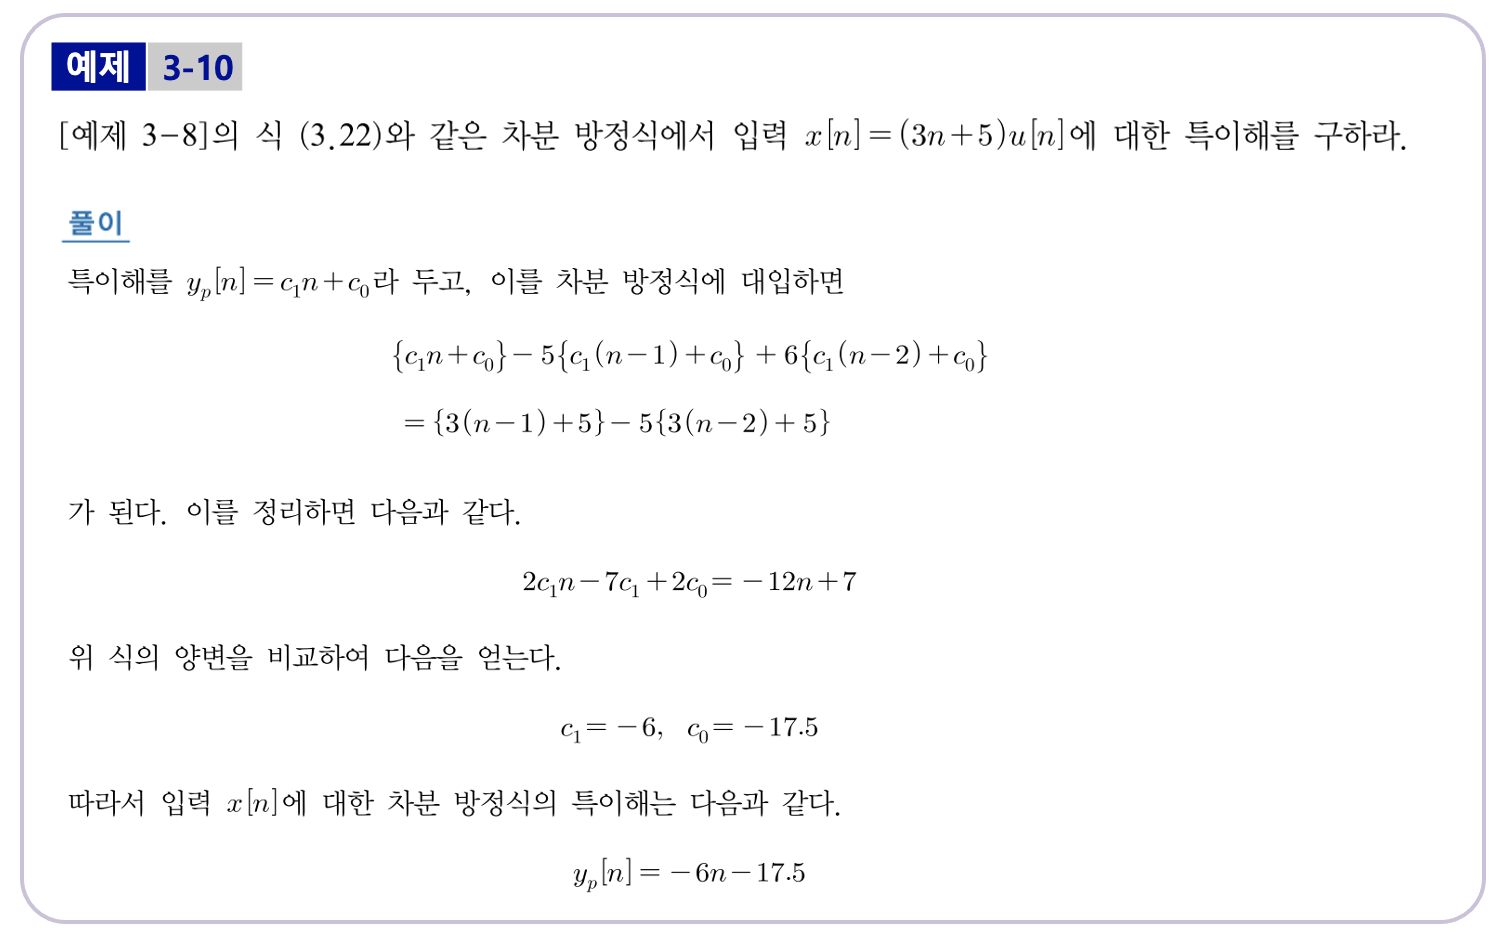 예제 3-10
[예제 3-8]의 식 (3.22)와 같은 차분 방정식에서 입력 x[n]=(3n+5)u[n]에 대한 특이해를 구하라.
풀이
특이해를 y_p[n]=c_1n+c_0라 두고, 이를 차분 방정식에 대입하면
{c_1n+c_0}-5{c_1(n-1)+c_0}+6{c_1(n-2)+c_0}
={3(n-1)+5}-5{3(n-2)+5}
가 된다. 이를 정리하면 다음과 같다.
2c_1n-7c_1+2c_0=-12n+7
위 식의 양변을 비교하여 다음을 얻는다.
c_1=-6, c_0=-17.5
따라서 입력 x[n]에 대한 차분 방정식의 특이해는 다음과 같다.
y_p[n]=-6n-17.5